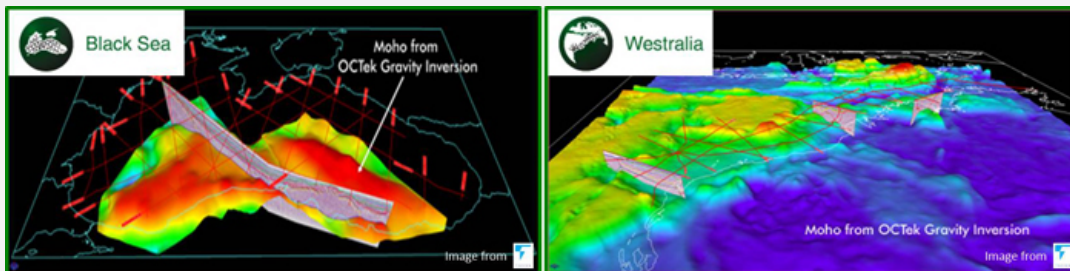 Black Sea
Moho from
OCTek Gravity Inversion
Image from
Westralia
Moho from OCTek Gravity Inversion
Image from